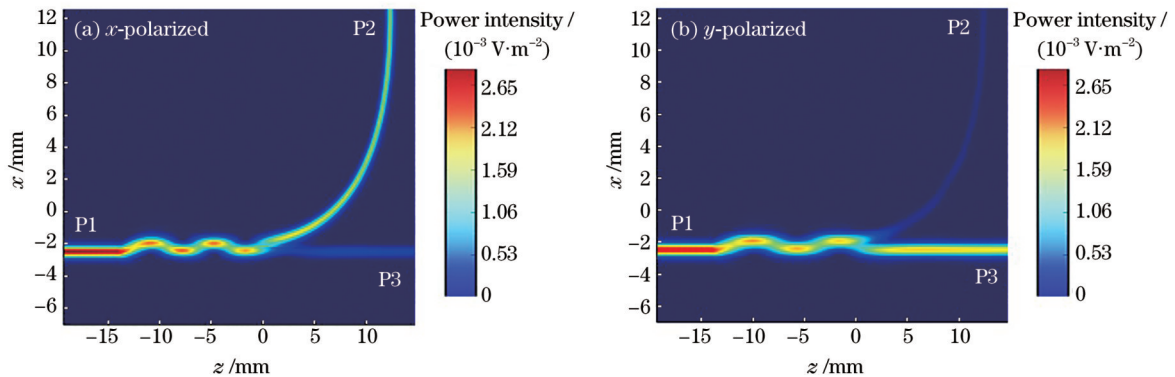 (a) x-polarized
P2
P1
P3
12
10
8
6
4
2
0
−2
−4
−6
x /mm
−15
−10
−5
0
5
10
z /mm
Power intensity /
(10⁻³ V·m⁻²)
2.65
2.12
1.59
1.06
0.53
0
(b) y-polarized
P2
P1
P3
12
10
8
6
4
2
0
−2
−4
−6
x /mm
−15
−10
−5
0
5
10
z /mm
Power intensity /
(10⁻³ V·m⁻²)
2.65
2.12
1.59
1.06
0.53
0